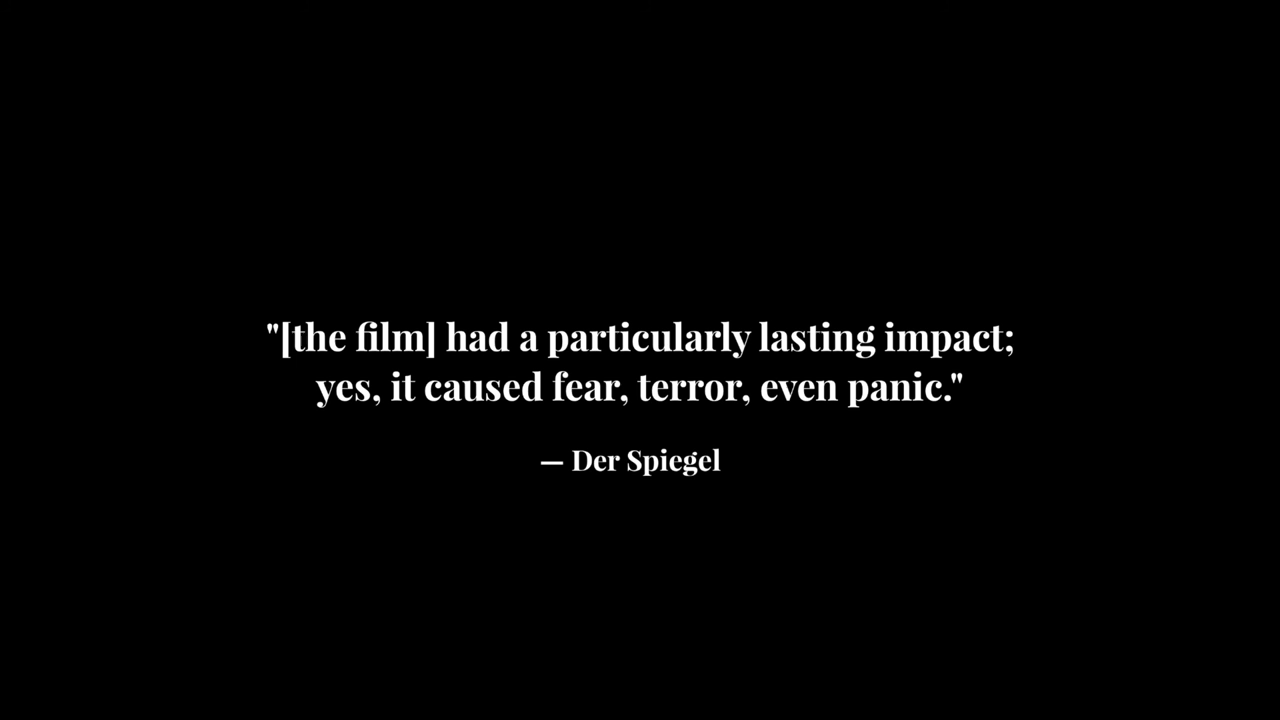 "[the film] had a particularly lasting impact;
yes, it caused fear, terror, even panic."
— Der Spiegel